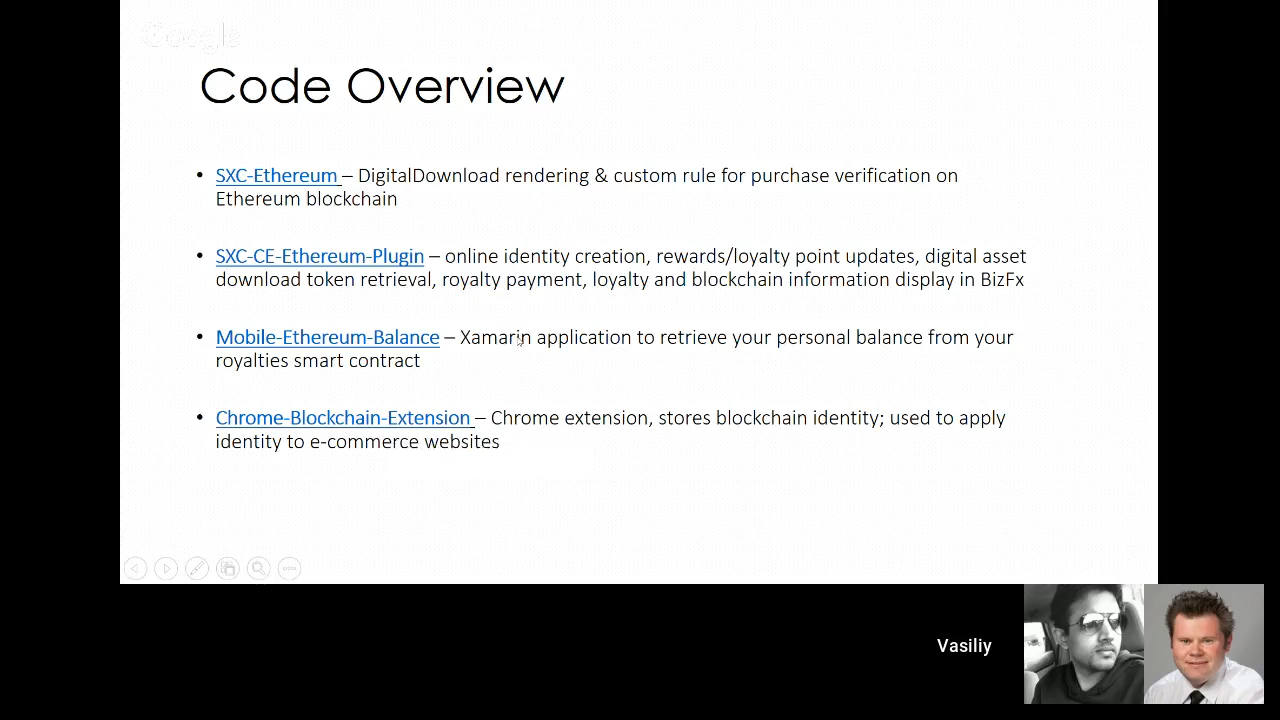 Google
Code Overview
• SXC-Ethereum – DigitalDownload rendering & custom rule for purchase verification on
Ethereum blockchain
• SXC-CE-Ethereum-Plugin – online identity creation, rewards/loyalty point updates, digital asset
download token retrieval, royalty payment, loyalty and blockchain information display in BizFx
• Mobile-Ethereum-Balance – Xamarin application to retrieve your personal balance from your
royalties smart contract
• Chrome-Blockchain-Extension – Chrome extension, stores blockchain identity; used to apply
identity to e-commerce websites
Vasiliy